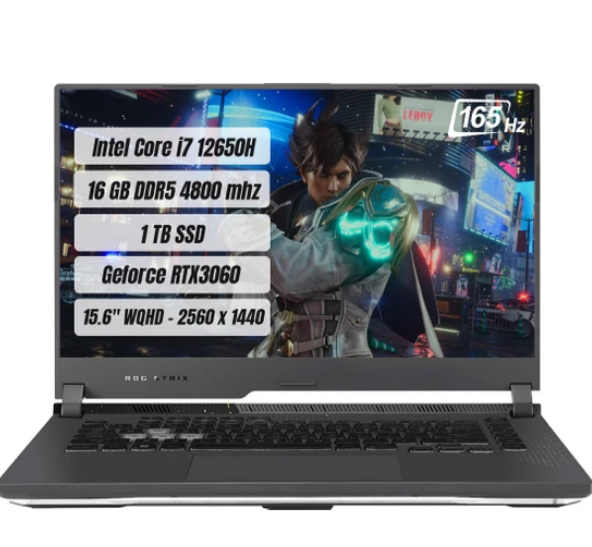 LEROY
165 Hz
Intel Core i7 12650H
16 GB DDR5 4800 mhz
1 TB SSD
Geforce RTX3060
15.6" WQHD - 2560 x 1440
ROG STRIX